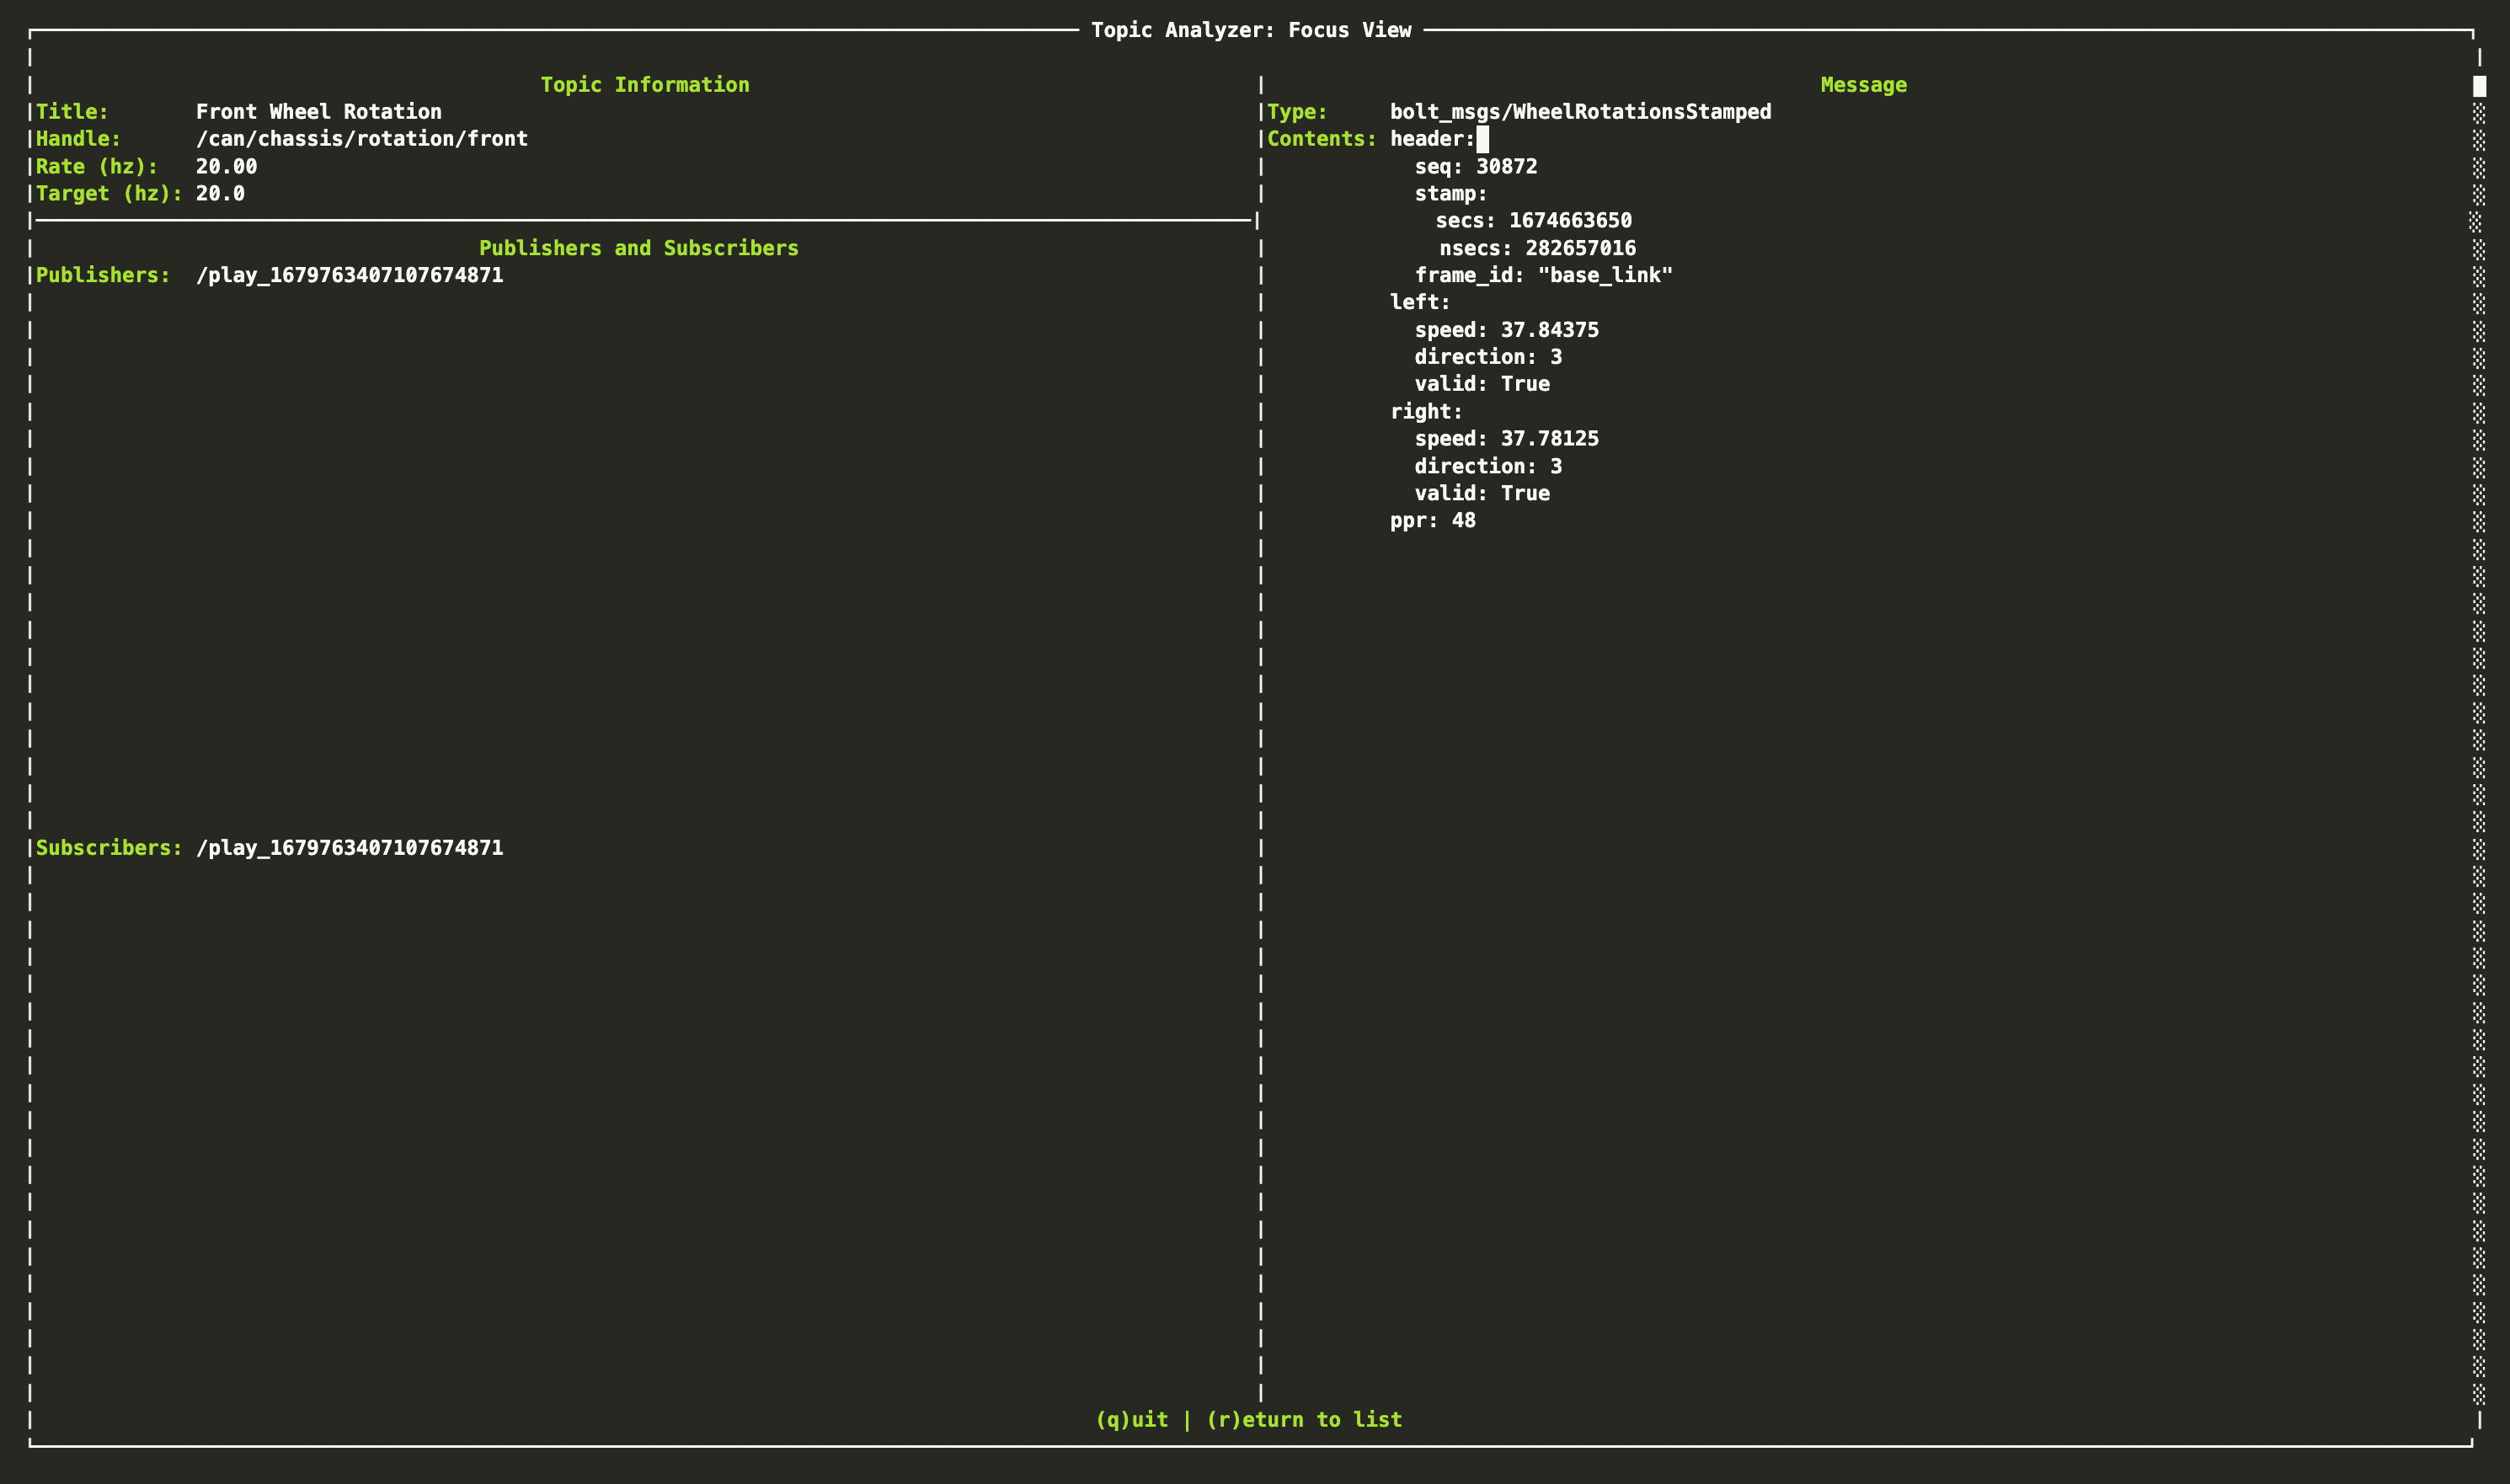 Topic Analyzer: Focus View
Topic Information
Title: Front Wheel Rotation
Handle: /can/chassis/rotation/front
Rate (hz): 20.00
Target (hz): 20.0
Publishers and Subscribers
Publishers: /play_1679763407107674871
Subscribers: /play_1679763407107674871
Message
Type: bolt_msgs/WheelRotationsStamped
Contents: header:
seq: 30872
stamp:
secs: 1674663650
nsecs: 282657016
frame_id: "base_link"
left:
speed: 37.84375
direction: 3
valid: True
right:
speed: 37.78125
direction: 3
valid: True
ppr: 48
(q)uit | (r)eturn to list